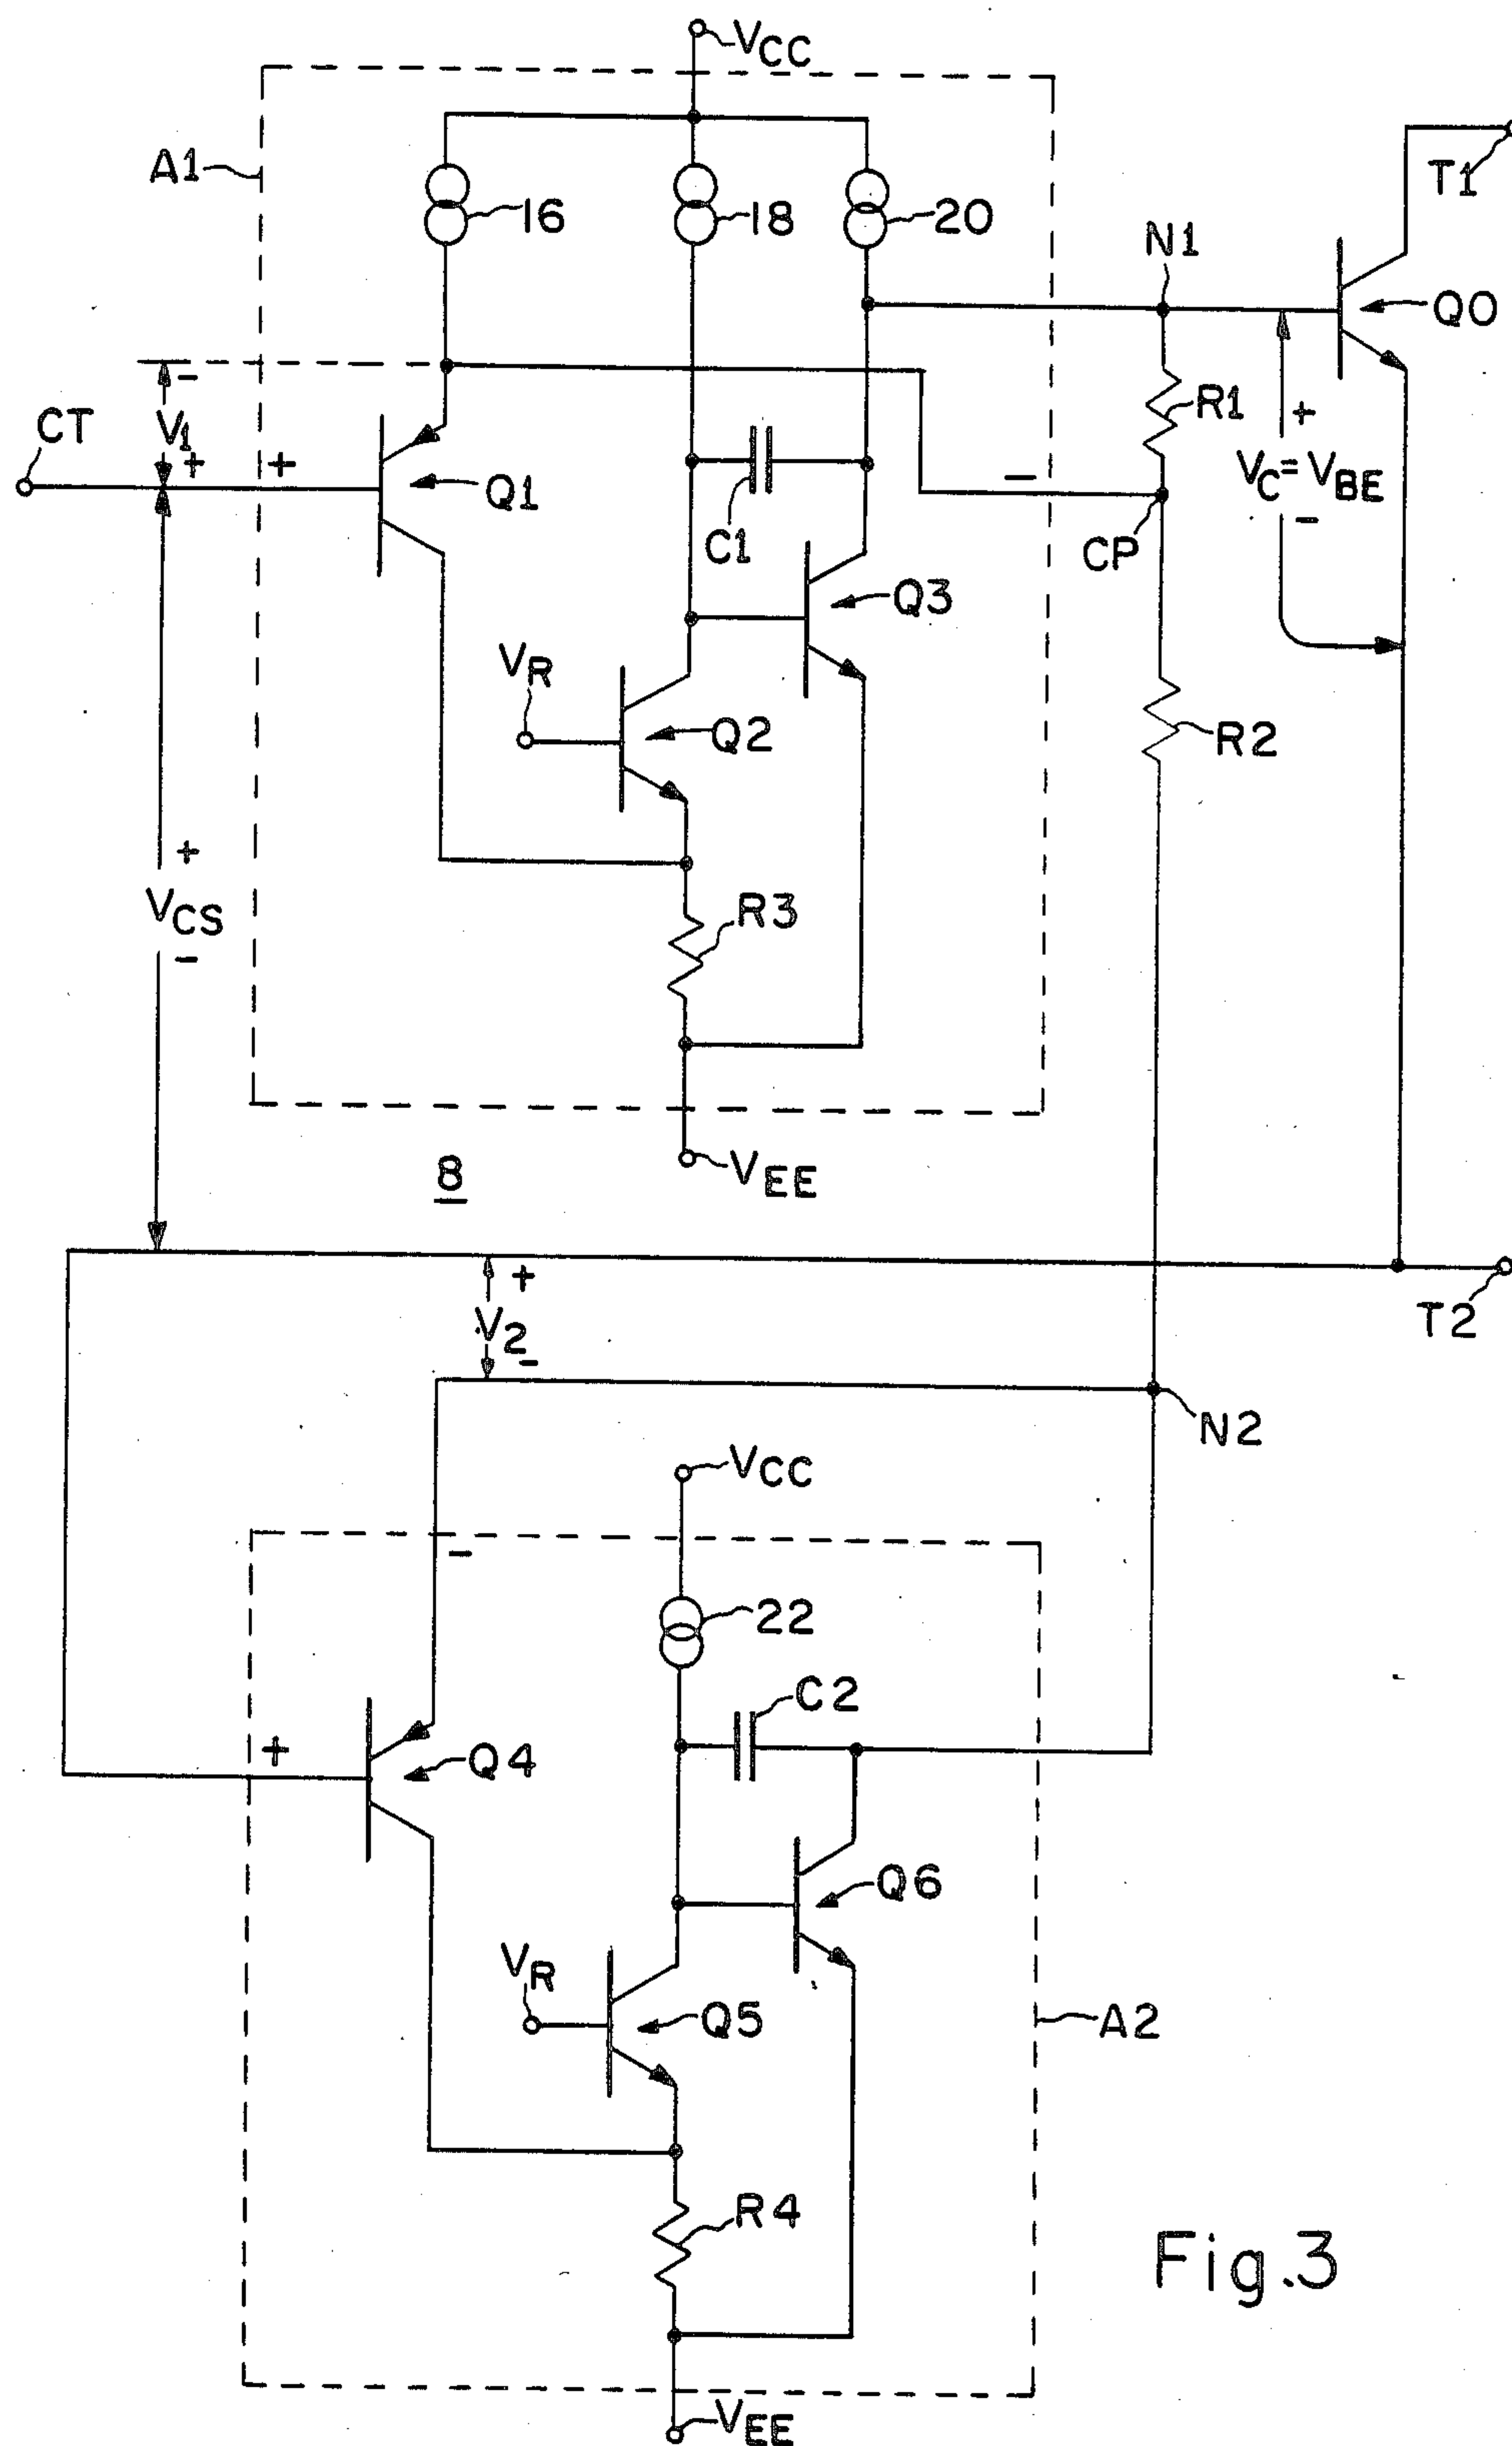 VCC
A1
T1
16
18
20
N1
Q0
-
V1
+
CT
+
Q1
R1
+
VC=VBE
-
-
CP
C1
Q3
VR
Q2
R2
+
VCS
-
R3
8
VEE
T2
+
V2
-
N2
VCC
-
22
C2
+
Q4
Q6
VR
Q5
A2
R4
Fig.3
VEE